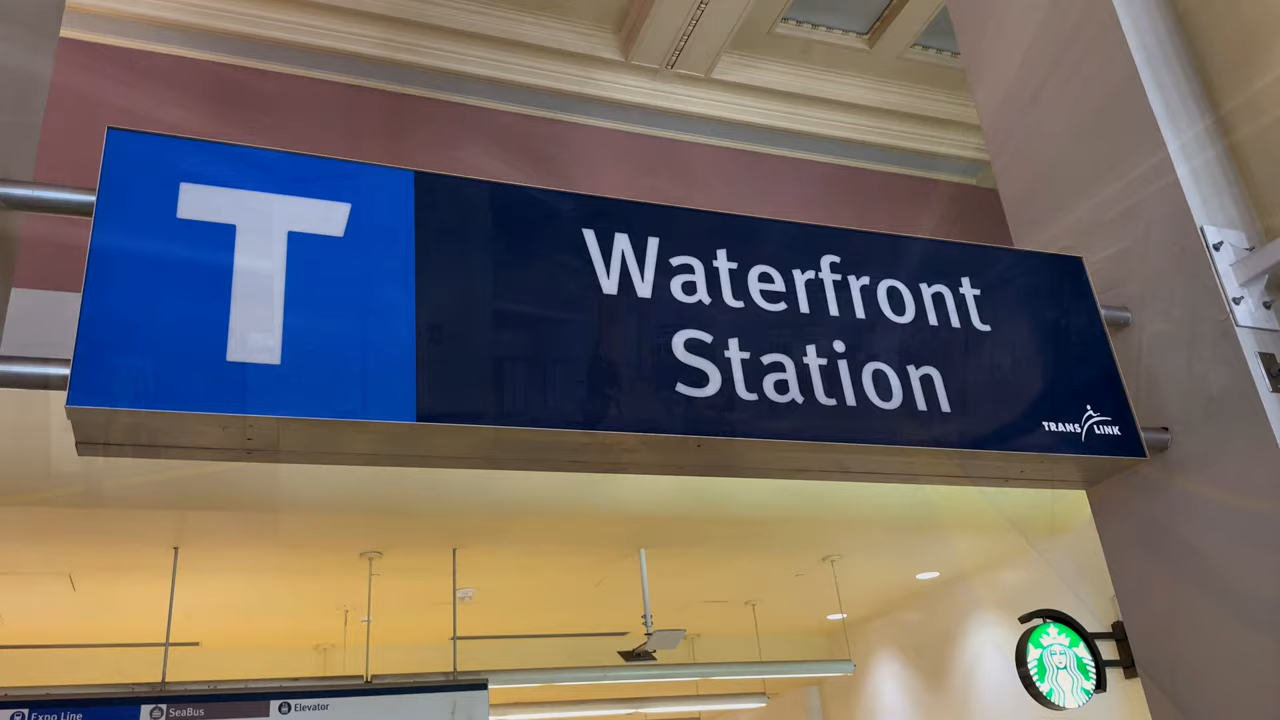 T
Waterfront
Station
TRANS LINK
Expo Line
SeaBus
Elevator